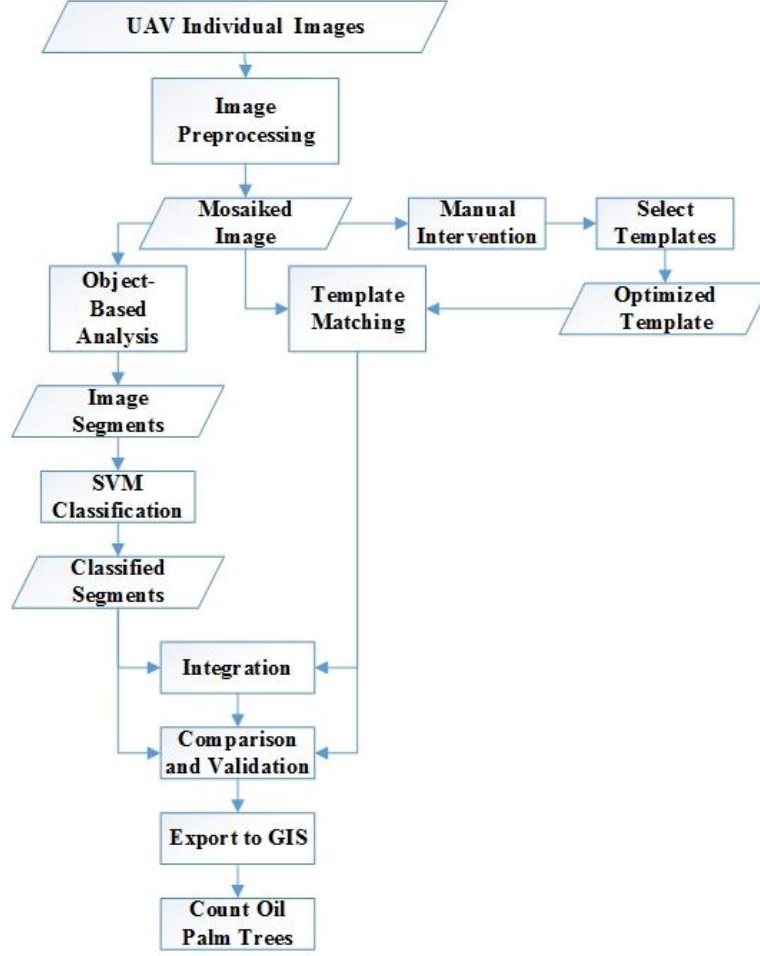 UAV Individual Images
Image
Preprocessing
Mosaiked
Image
Manual
Intervention
Select
Templates
Object-
Based
Analysis
Template
Matching
Optimized
Template
Image
Segments
SVM
Classification
Classified
Segments
Integration
Comparison
and Validation
Export to GIS
Count Oil
Palm Trees